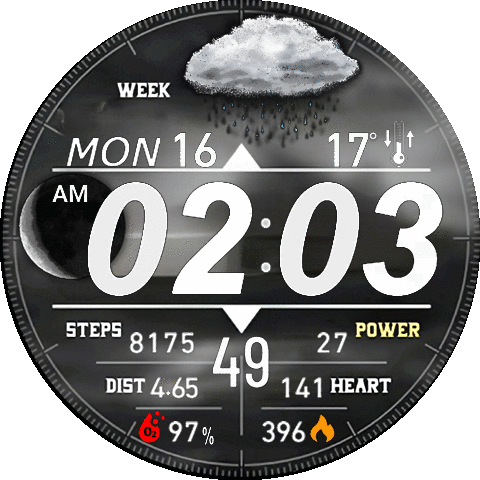 WEEK
MON 16 17°
AM 02:03
STEPS 8175 49 27 POWER
DIST 4.65 141 HEART
O₂ 97% 396